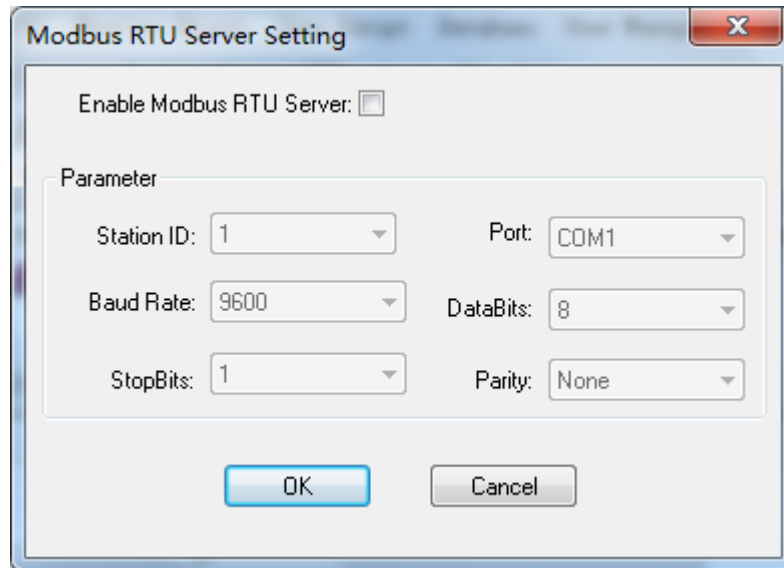 Modbus RTU Server Setting
Enable Modbus RTU Server:
Parameter
Station ID: 1 Port: COM1
Baud Rate: 9600 DataBits: 8
StopBits: 1 Parity: None
OK Cancel